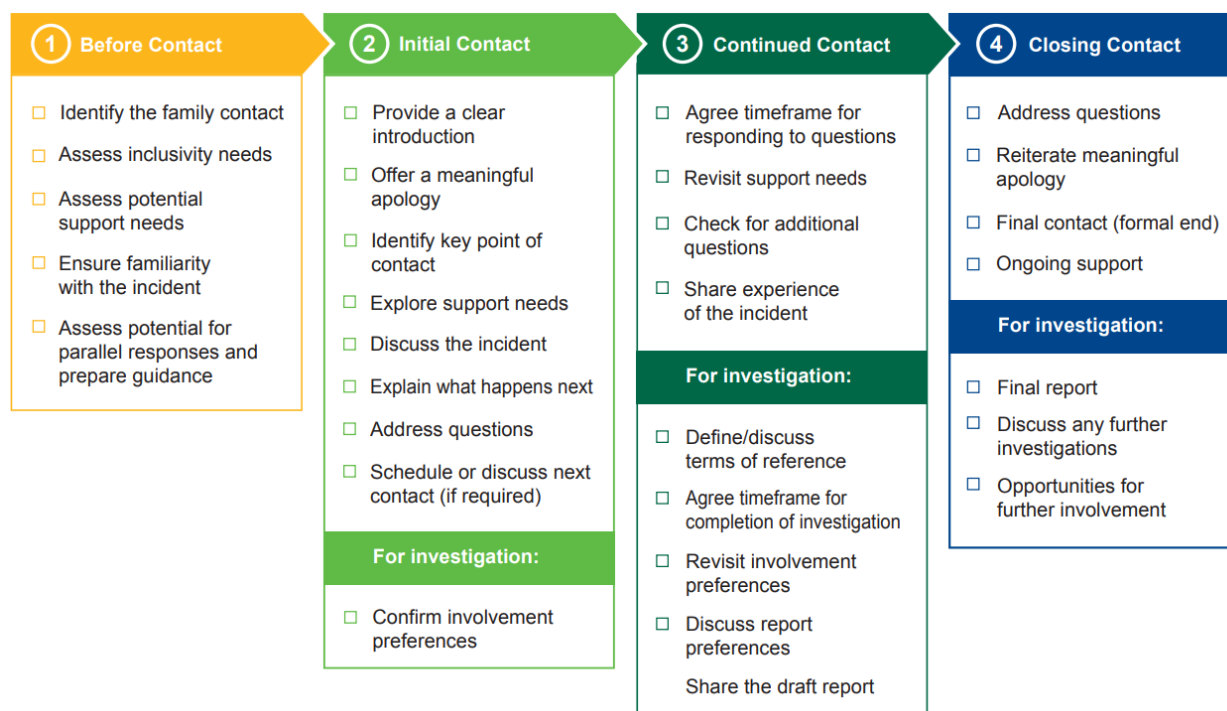 1 Before Contact
Identify the family contact
Assess inclusivity needs
Assess potential
support needs
Ensure familiarity
with the incident
Assess potential for
parallel responses and
prepare guidance
2 Initial Contact
Provide a clear
introduction
Offer a meaningful
apology
Identify key point of
contact
Explore support needs
Discuss the incident
Explain what happens next
Address questions
Schedule or discuss next
contact (if required)
For investigation:
Confirm involvement
preferences
3 Continued Contact
Agree timeframe for
responding to questions
Revisit support needs
Check for additional
questions
Share experience
of the incident
For investigation:
Define/discuss
terms of reference
Agree timeframe for
completion of investigation
Revisit involvement
preferences
Discuss report
preferences
Share the draft report
4 Closing Contact
Address questions
Reiterate meaningful
apology
Final contact (formal end)
Ongoing support
For investigation:
Final report
Discuss any further
investigations
Opportunities for
further involvement